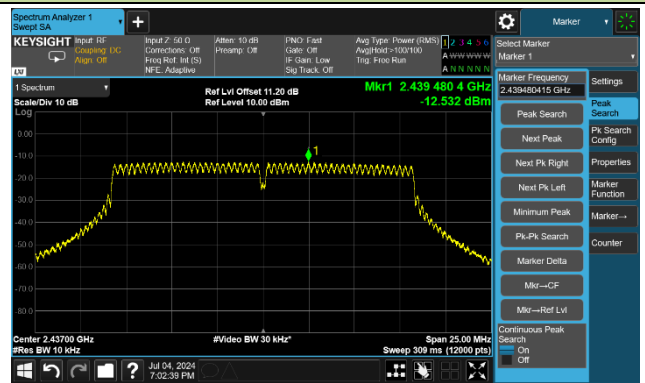 Spectrum Analyzer 1
Swept SA
Marker
KEYSIGHT
Input: RF
Coupling: DC
Align: Off
Input Z: 50 Ω
Corrections: Off
Freq Ref: Int (S)
NFE: Adaptive
Atten: 10 dB
Preamp: Off
PNO: Fast
Gate: Off
IF Gain: Low
Sig Track: Off
Avg Type: Power (RMS)
Avg|Hold:>100/100
Trig: Free Run
1 2 3 4 5 6
A W W W W W
A N N N N N
LXI
Select Marker
Marker 1
1 Spectrum
Scale/Div 10 dB
Log
Ref Lvl Offset 11.20 dB
Ref Level 10.00 dBm
Mkr1 2.439 480 4 GHz
-12.532 dBm
0.00
-10.0
-20.0
-30.0
-40.0
-50.0
-60.0
-70.0
-80.0
1
Center 2.43700 GHz
#Res BW 10 kHz
#Video BW 30 kHz*
Span 25.00 MHz
Sweep 309 ms (12000 pts)
Marker Frequency
2.439480415 GHz
Peak Search
Next Peak
Next Pk Right
Next Pk Left
Minimum Peak
Pk-Pk Search
Marker Delta
Mkr→CF
Mkr→Ref Lvl
Continuous Peak
Search
On
Off
Settings
Peak
Search
Pk Search
Config
Properties
Marker
Function
Marker→
Counter
?
Jul 04, 2024
7:02:39 PM